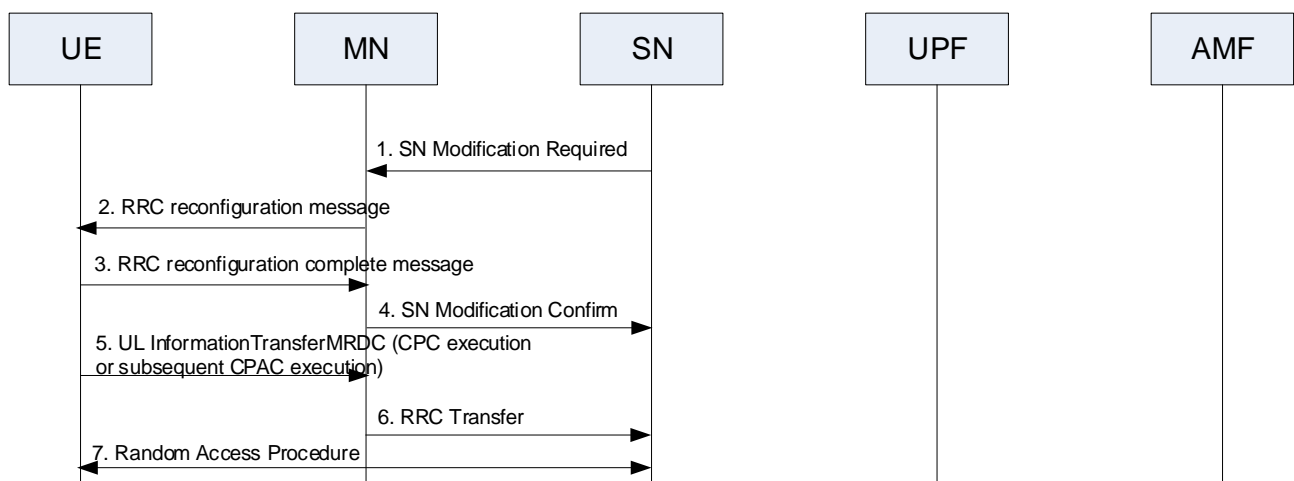 UE
MN
SN
UPF
AMF
1. SN Modification Required
2. RRC reconfiguration message
3. RRC reconfiguration complete message
4. SN Modification Confirm
5. UL InformationTransferMRDC (CPC execution
or subsequent CPAC execution)
6. RRC Transfer
7. Random Access Procedure